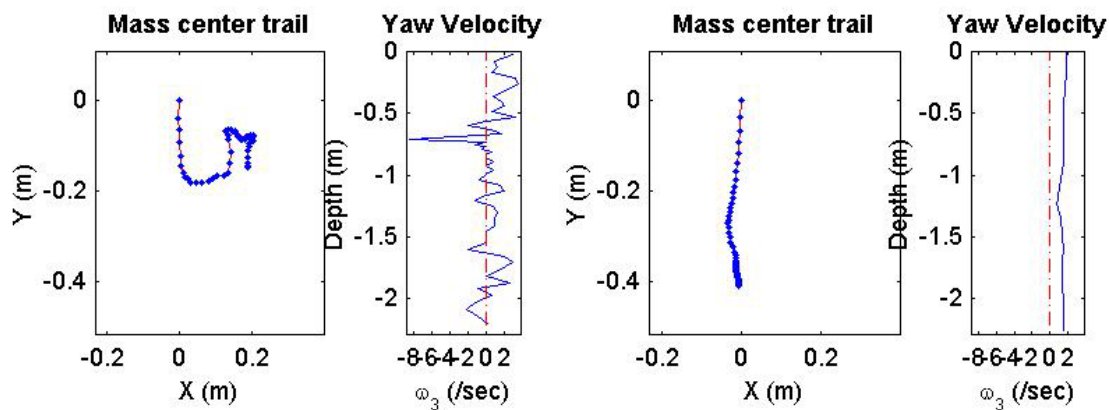 Mass center trail
Yaw Velocity
Mass center trail
Yaw Velocity
0
-0.2
-0.4
Y (m)
-0.2
0
0.2
X (m)
0
-0.5
-1
-1.5
-2
Depth (m)
-8-6-4-2 0 2
ω3 (/sec)
0
-0.2
-0.4
Y (m)
-0.2
0
0.2
X (m)
0
-0.5
-1
-1.5
-2
Depth (m)
-8-6-4-2 0 2
ω3 (/sec)